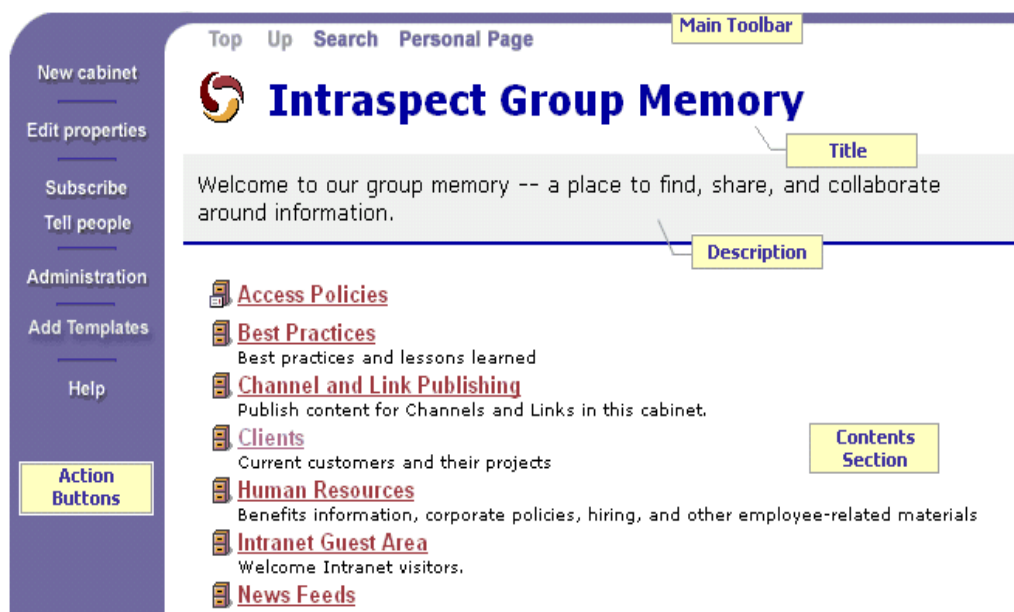 Top Up Search Personal Page
Main Toolbar
New cabinet
Edit properties
Subscribe
Tell people
Administration
Add Templates
Help
Action
Buttons
Intraspect Group Memory
Title
Welcome to our group memory -- a place to find, share, and collaborate
around information.
Description
Access Policies
Best Practices
Best practices and lessons learned
Channel and Link Publishing
Publish content for Channels and Links in this cabinet.
Clients
Current customers and their projects
Contents
Section
Human Resources
Benefits information, corporate policies, hiring, and other employee-related materials
Intranet Guest Area
Welcome Intranet visitors.
News Feeds